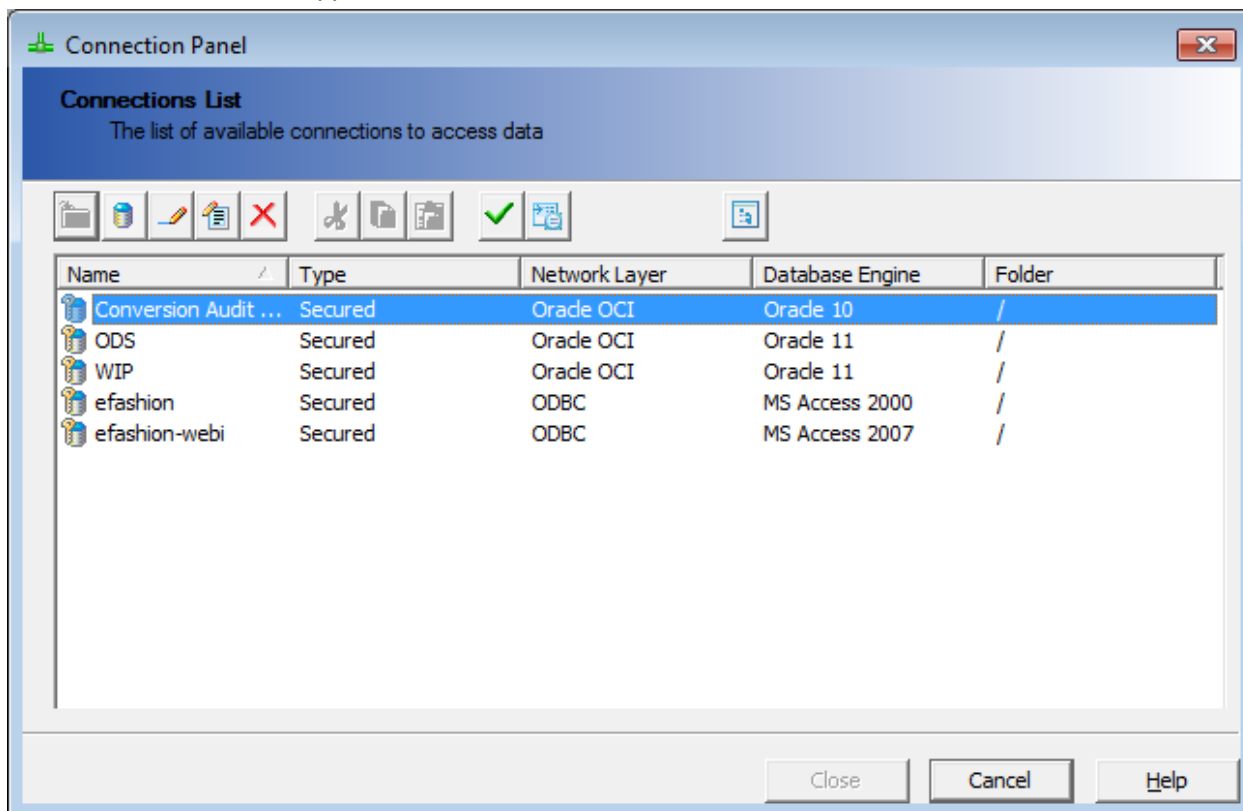 Connection Panel
Connections List
The list of available connections to access data
Name Type Network Layer Database Engine Folder
Conversion Audit ... Secured Oracle OCI Oracle 10 /
ODS Secured Oracle OCI Oracle 11 /
WIP Secured Oracle OCI Oracle 11 /
efashion Secured ODBC MS Access 2000 /
efashion-webi Secured ODBC MS Access 2007 /
Close Cancel Help